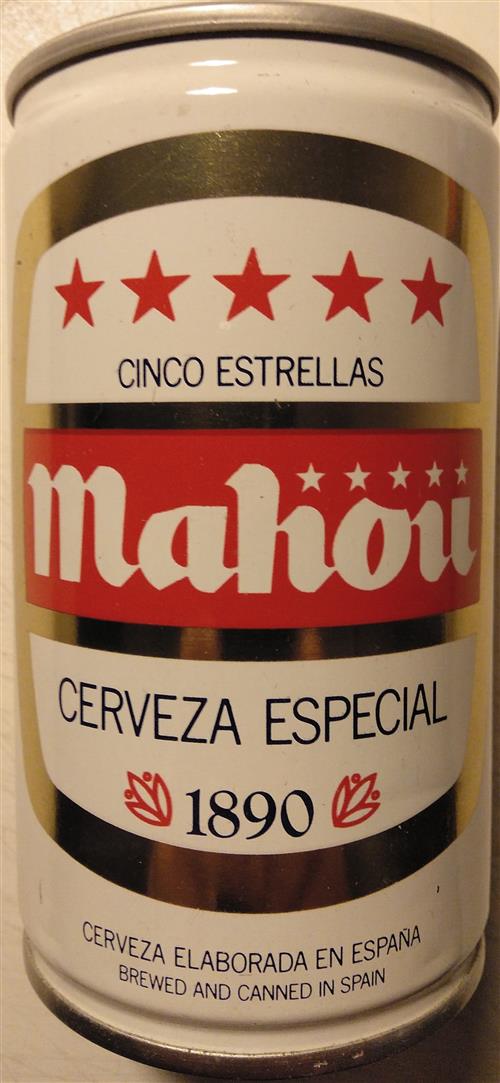 CINCO ESTRELLAS
Mahou
CERVEZA ESPECIAL
1890
CERVEZA ELABORADA EN ESPAÑA
BREWED AND CANNED IN SPAIN